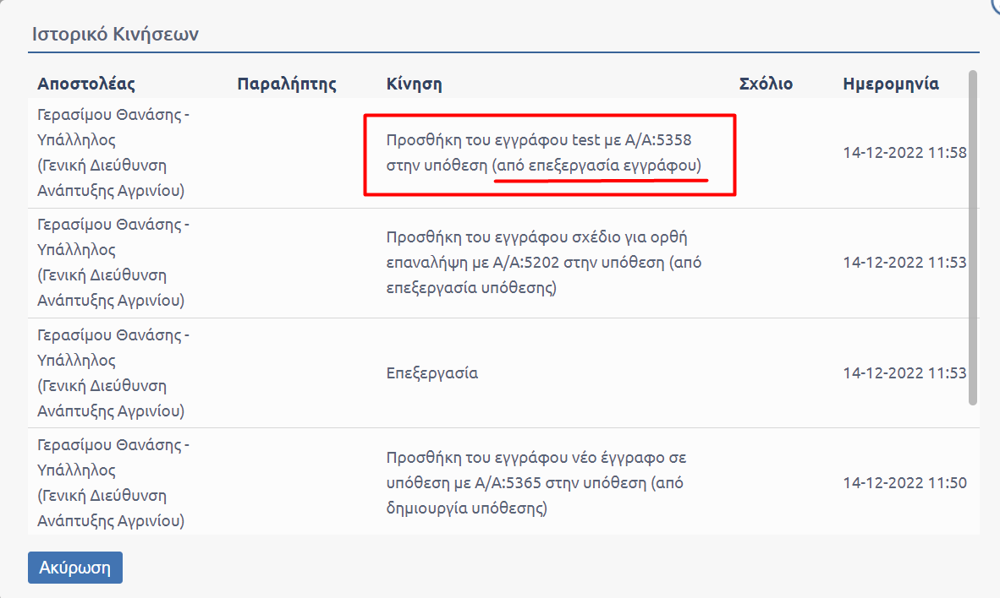 Ιστορικό Κινήσεων
Αποστολέας Παραλήπτης Κίνηση Σχόλιο Ημερομηνία
Γερασίμου Θανάσης -
Υπάλληλος
(Γενική Διεύθυνση
Ανάπτυξης Αγρινίου)
Προσθήκη του εγγράφου test με Α/Α:5358
στην υπόθεση (από επεξεργασία εγγράφου)
14-12-2022 11:58
Γερασίμου Θανάσης -
Υπάλληλος
(Γενική Διεύθυνση
Ανάπτυξης Αγρινίου)
Προσθήκη του εγγράφου σχέδιο για ορθή
επαναλήψη με Α/Α:5202 στην υπόθεση (από
επεξεργασία υπόθεσης)
14-12-2022 11:53
Γερασίμου Θανάσης -
Υπάλληλος
(Γενική Διεύθυνση
Ανάπτυξης Αγρινίου)
Επεξεργασία
14-12-2022 11:53
Γερασίμου Θανάσης -
Υπάλληλος
(Γενική Διεύθυνση
Ανάπτυξης Αγρινίου)
Προσθήκη του εγγράφου νέο έγγραφο σε
υπόθεση με Α/Α:5365 στην υπόθεση (από
δημιουργία υπόθεσης)
14-12-2022 11:50
Ακύρωση